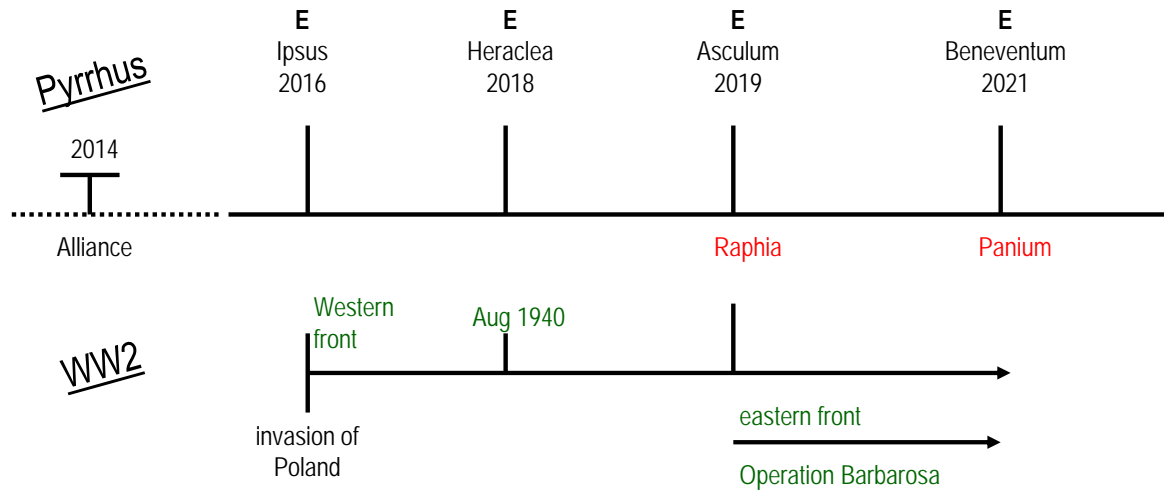 E E E E
Ipsus Heraclea Asculum Beneventum
2016 2018 2019 2021
Pyrrhus
2014
Alliance Raphia Panium
Western
front
Aug 1940
WW2
invasion of
Poland
eastern front
Operation Barbarosa